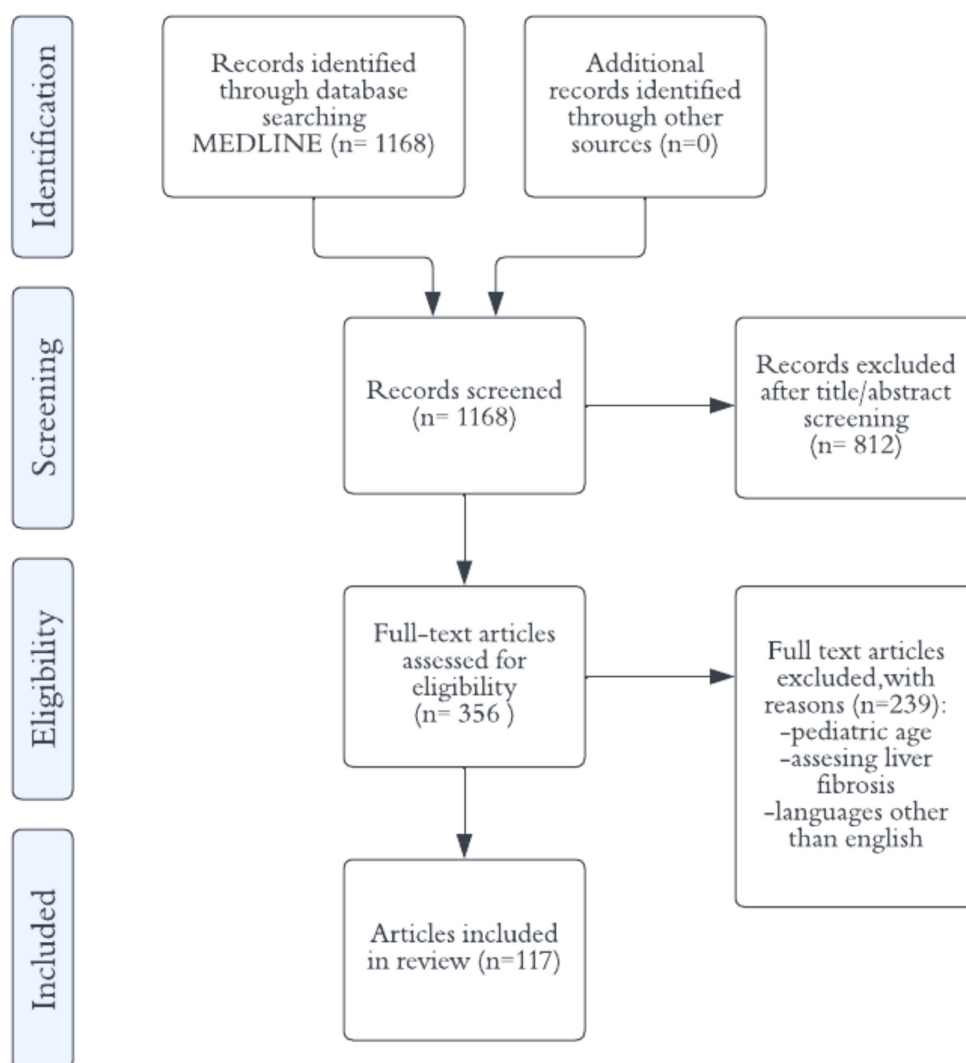 Identification
Records identified
through database
searching
MEDLINE (n= 1168)
Additional
records identified
through other
sources (n=0)
Screening
Records screened
(n= 1168)
Records excluded
after title/abstract
screening
(n= 812)
Eligibility
Full-text articles
assessed for
eligibility
(n= 356 )
Full text articles
excluded,with
reasons (n=239):
-pediatric age
-assesing liver
fibrosis
-languages other
than english
Included
Articles included
in review (n=117)